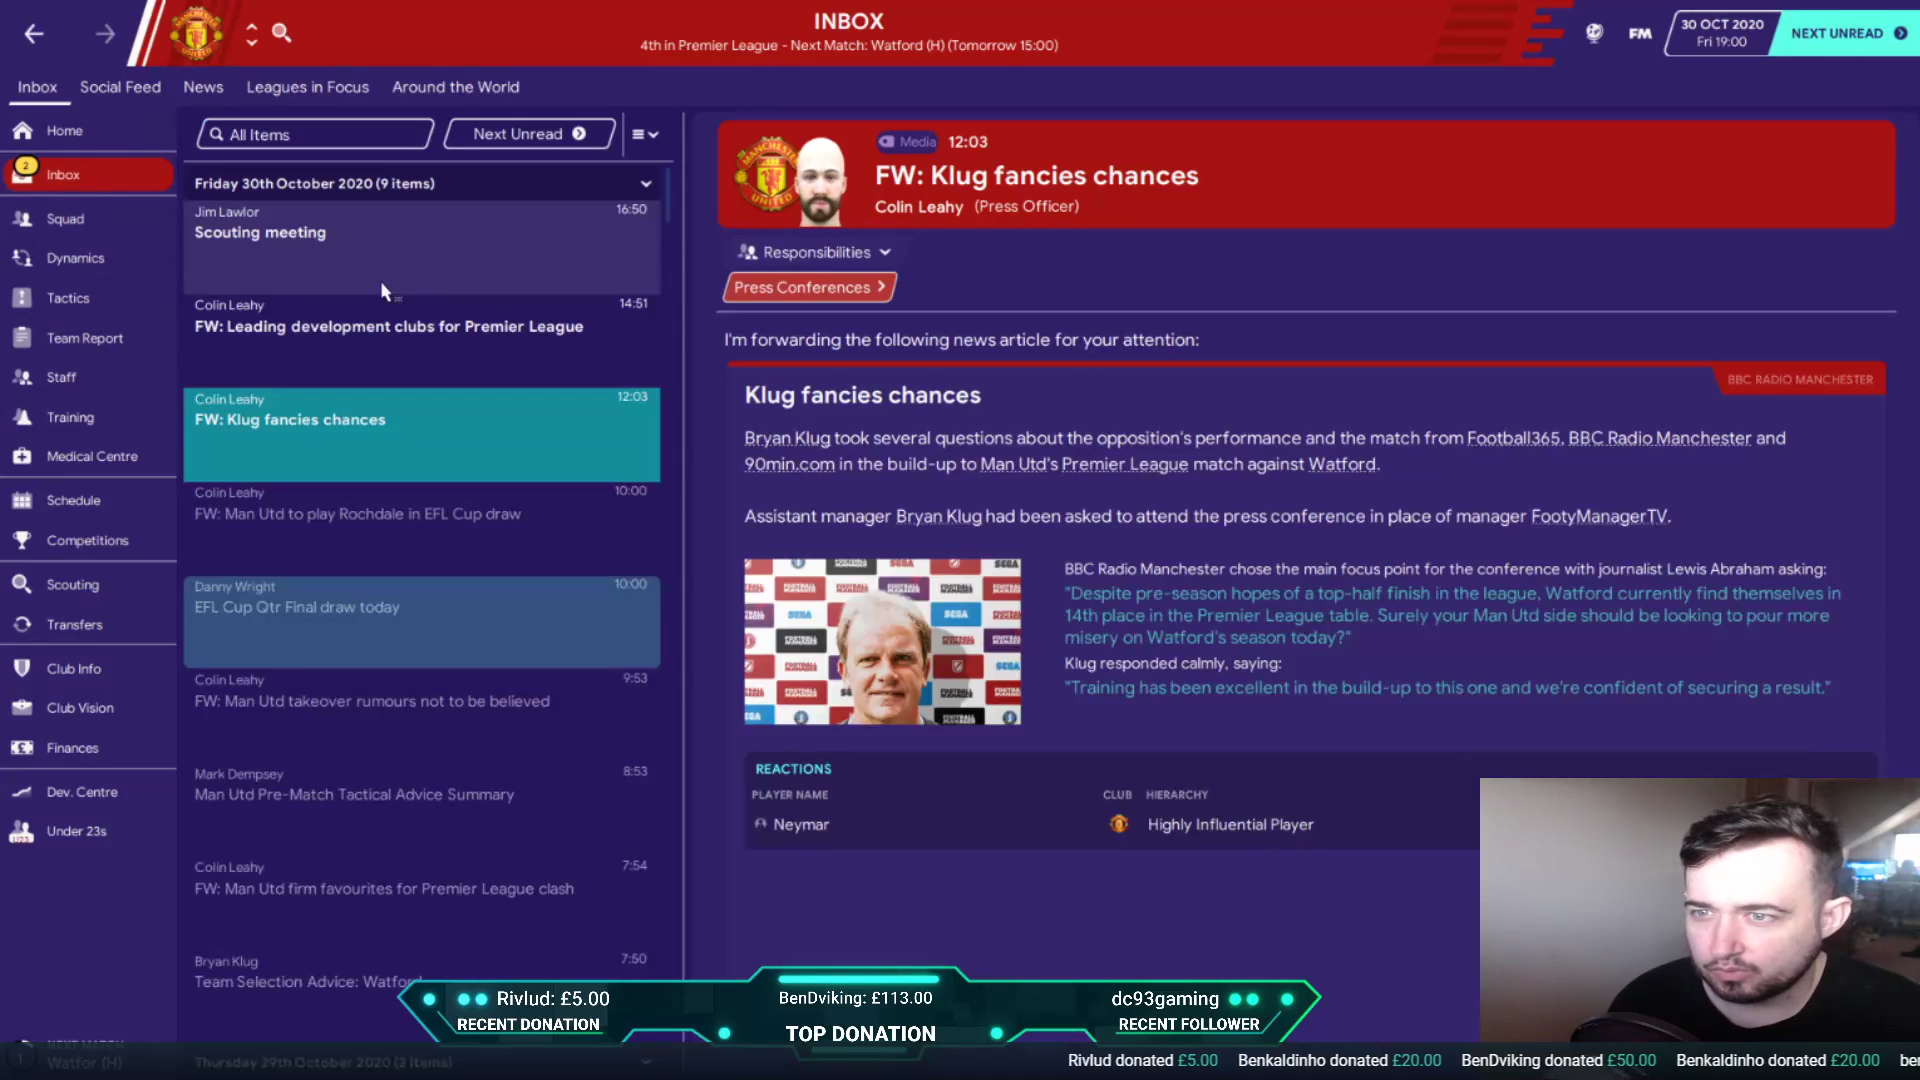 INBOX
4th in Premier League - Next Match: Watford (H) (Tomorrow 15:00)
FM
30 OCT 2020
Fri 19:00
NEXT UNREAD
Inbox
Social Feed
News
Leagues in Focus
Around the World
Home
2
Inbox
Squad
Dynamics
Tactics
Team Report
Staff
Training
Medical Centre
Schedule
Competitions
Scouting
Transfers
Club Info
Club Vision
Finances
Dev. Centre
Under 23s
Watfor (H)
All Items
Next Unread
Friday 30th October 2020 (9 items)
Jim Lawlor 16:50
Scouting meeting
Colin Leahy 14:51
FW: Leading development clubs for Premier League
Colin Leahy 12:03
FW: Klug fancies chances
Colin Leahy 10:00
FW: Man Utd to play Rochdale in EFL Cup draw
Danny Wright 10:00
EFL Cup Qtr Final draw today
Colin Leahy 9:53
FW: Man Utd takeover rumours not to be believed
Mark Dempsey 8:53
Man Utd Pre-Match Tactical Advice Summary
Colin Leahy 7:54
FW: Man Utd firm favourites for Premier League clash
Bryan Klug 7:50
Team Selection Advice: Watfor
Thursday 29th October 2020 (3 items)
Media 12:03
FW: Klug fancies chances
Colin Leahy (Press Officer)
Responsibilities
Press Conferences
I'm forwarding the following news article for your attention:
BBC RADIO MANCHESTER
Klug fancies chances
Bryan Klug took several questions about the opposition's performance and the match from Football365, BBC Radio Manchester and
90min.com in the build-up to Man Utd's Premier League match against Watford.
Assistant manager Bryan Klug had been asked to attend the press conference in place of manager FootyManagerTV.
BBC Radio Manchester chose the main focus point for the conference with journalist Lewis Abraham asking:
"Despite pre-season hopes of a top-half finish in the league, Watford currently find themselves in
14th place in the Premier League table. Surely your Man Utd side should be looking to pour more
misery on Watford's season today?"
Klug responded calmly, saying:
"Training has been excellent in the build-up to this one and we're confident of securing a result."
REACTIONS
PLAYER NAME CLUB HIERARCHY
Neymar Highly Influential Player
Rivlud: £5.00
RECENT DONATION
BenDviking: £113.00
TOP DONATION
dc93gaming
RECENT FOLLOWER
Rivlud donated £5.00 Benkaldinho donated £20.00 BenDviking donated £50.00 Benkaldinho donated £20.00 be